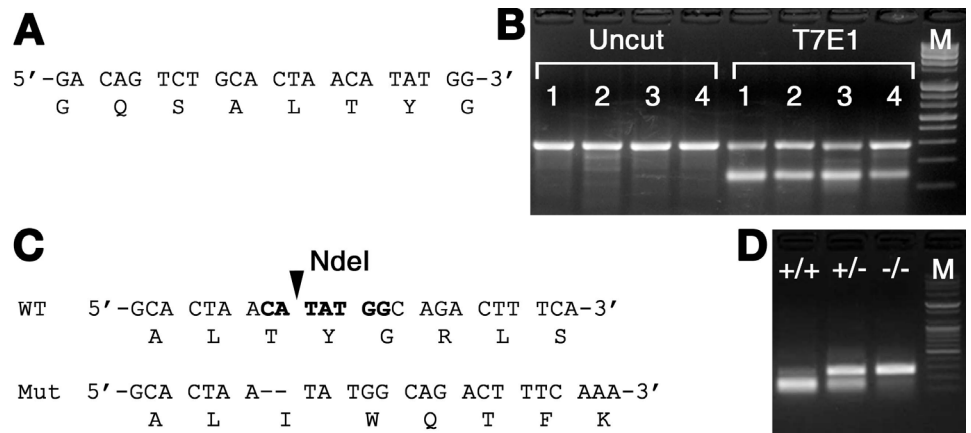 A
5'-GA CAG TCT GCA CTA ACA TAT GG-3'
G Q S A L T Y G
B
Uncut T7E1 M
1 2 3 4 1 2 3 4
C
NdeI
WT 5'-GCA CTA ACA TAT GGC AGA CTT TCA-3'
A L T Y G R L S
Mut 5'-GCA CTA A-- TA TGG CAG ACT TTC AAA-3'
A L I W Q T F K
D
+/+ +/- -/- M